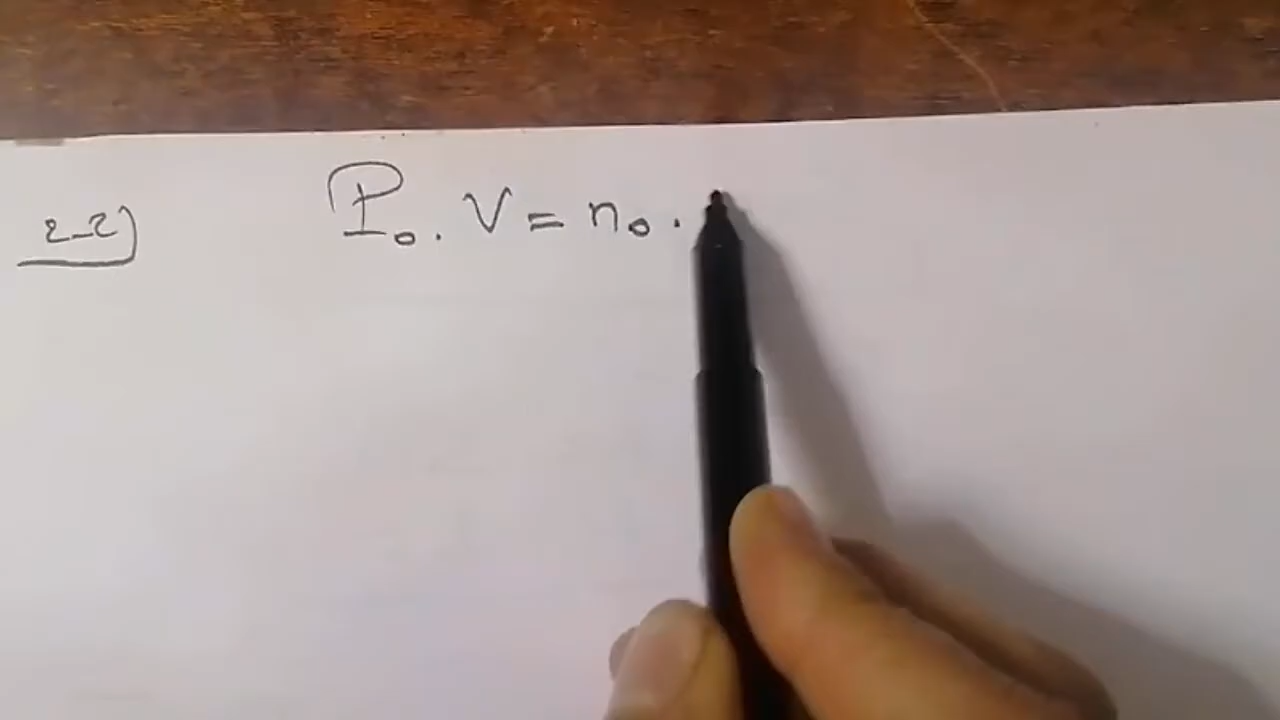 2-2) P₀ . V = n₀ .